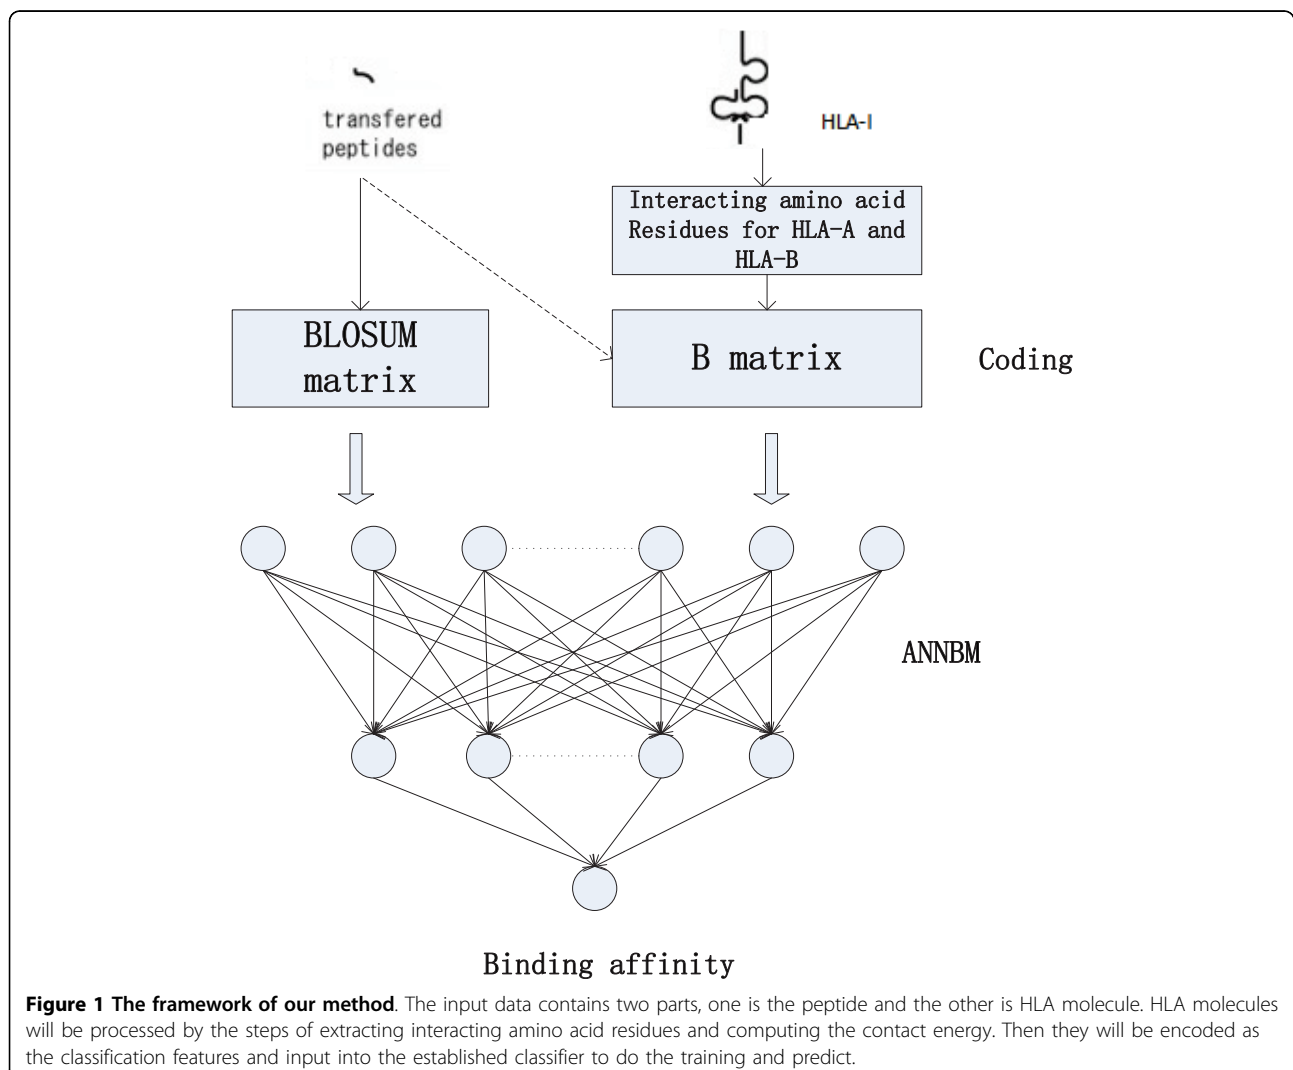 transfered
peptides
HLA-I
Interacting amino acid
Residues for HLA-A and
HLA-B
BLOSUM
matrix
B matrix
Coding
ANNBM
Binding affinity
Figure 1 The framework of our method. The input data contains two parts, one is the peptide and the other is HLA molecule. HLA molecules
will be processed by the steps of extracting interacting amino acid residues and computing the contact energy. Then they will be encoded as
the classification features and input into the established classifier to do the training and predict.